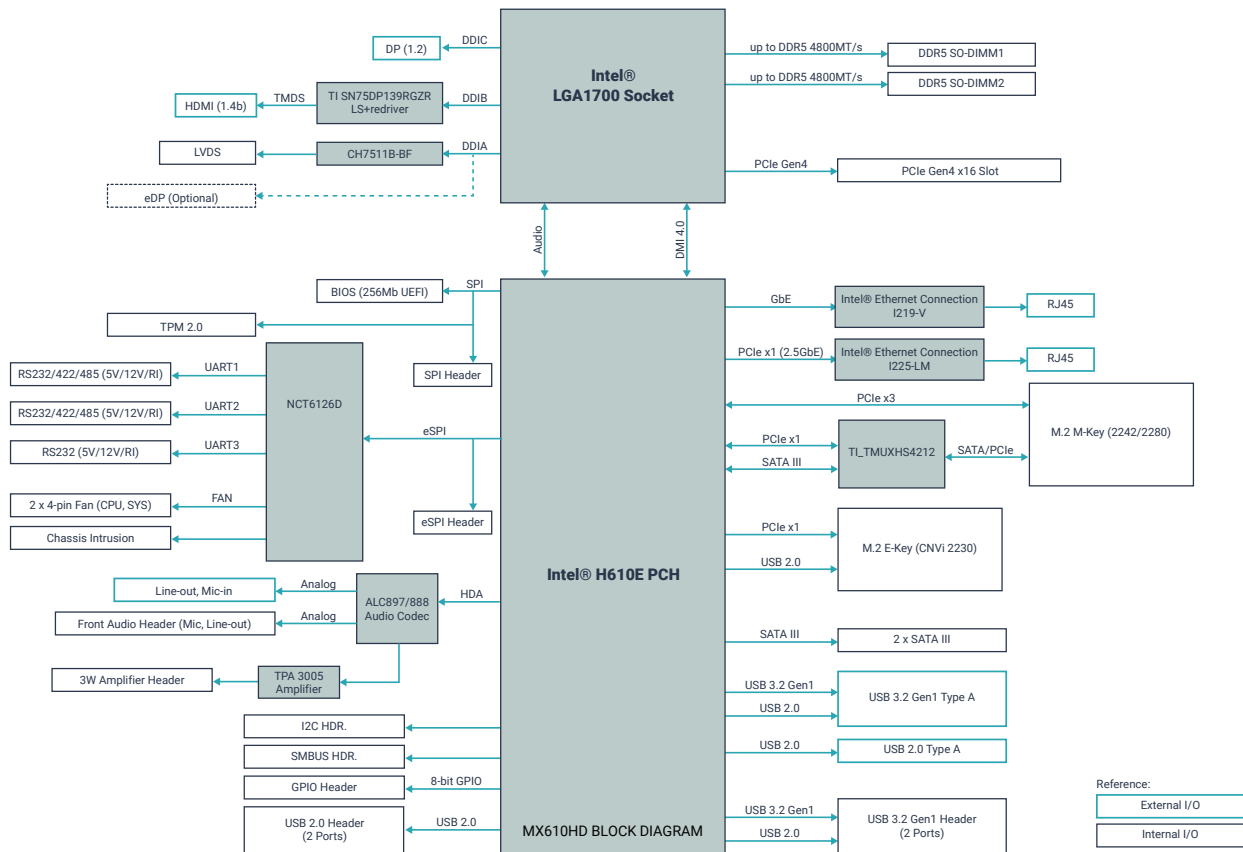 DP (1.2)
DDIC
Intel®
LGA1700 Socket
up to DDR5 4800MT/s
DDR5 SO-DIMM1
up to DDR5 4800MT/s
DDR5 SO-DIMM2
HDMI (1.4b)
TMDS
TI SN75DP139RGZR
LS+redriver
DDIB
LVDS
CH7511B-BF
DDIA
eDP (Optional)
PCIe Gen4
PCIe Gen4 x16 Slot
Audio
DMI 4.0
BIOS (256Mb UEFI)
SPI
TPM 2.0
SPI Header
RS232/422/485 (5V/12V/RI)
UART1
RS232/422/485 (5V/12V/RI)
UART2
RS232 (5V/12V/RI)
UART3
2 x 4-pin Fan (CPU, SYS)
FAN
Chassis Intrusion
NCT6126D
eSPI
eSPI Header
Line-out, Mic-in
Analog
Front Audio Header (Mic, Line-out)
Analog
ALC897/888
Audio Codec
HDA
3W Amplifier Header
TPA 3005
Amplifier
I2C HDR.
SMBUS HDR.
GPIO Header
8-bit GPIO
USB 2.0 Header
(2 Ports)
USB 2.0
Intel® H610E PCH
MX610HD BLOCK DIAGRAM
GbE
Intel® Ethernet Connection
I219-V
RJ45
PCIe x1 (2.5GbE)
Intel® Ethernet Connection
I225-LM
RJ45
PCIe x3
M.2 M-Key (2242/2280)
PCIe x1
SATA III
TI_TMUXHS4212
SATA/PCIe
PCIe x1
USB 2.0
M.2 E-Key (CNVi 2230)
SATA III
2 x SATA III
USB 3.2 Gen1
USB 2.0
USB 3.2 Gen1 Type A
USB 2.0
USB 2.0 Type A
USB 3.2 Gen1
USB 2.0
USB 3.2 Gen1 Header
(2 Ports)
Reference:
External I/O
Internal I/O